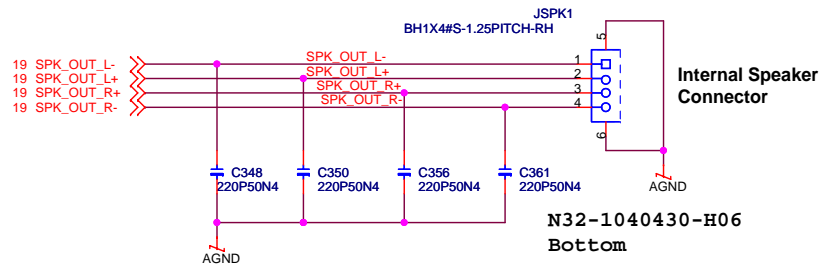 JSPK1
BH1X4#S-1.25PITCH-RH
5
19 SPK_OUT_L- SPK_OUT_L- 1
19 SPK_OUT_L+ SPK_OUT_L+ 2
19 SPK_OUT_R+ SPK_OUT_R+ 3
19 SPK_OUT_R- SPK_OUT_R- 4
Internal Speaker
Connector
6
C348
220P50N4
C350
220P50N4
C356
220P50N4
C361
220P50N4
AGND
N32-1040430-H06
Bottom
AGND